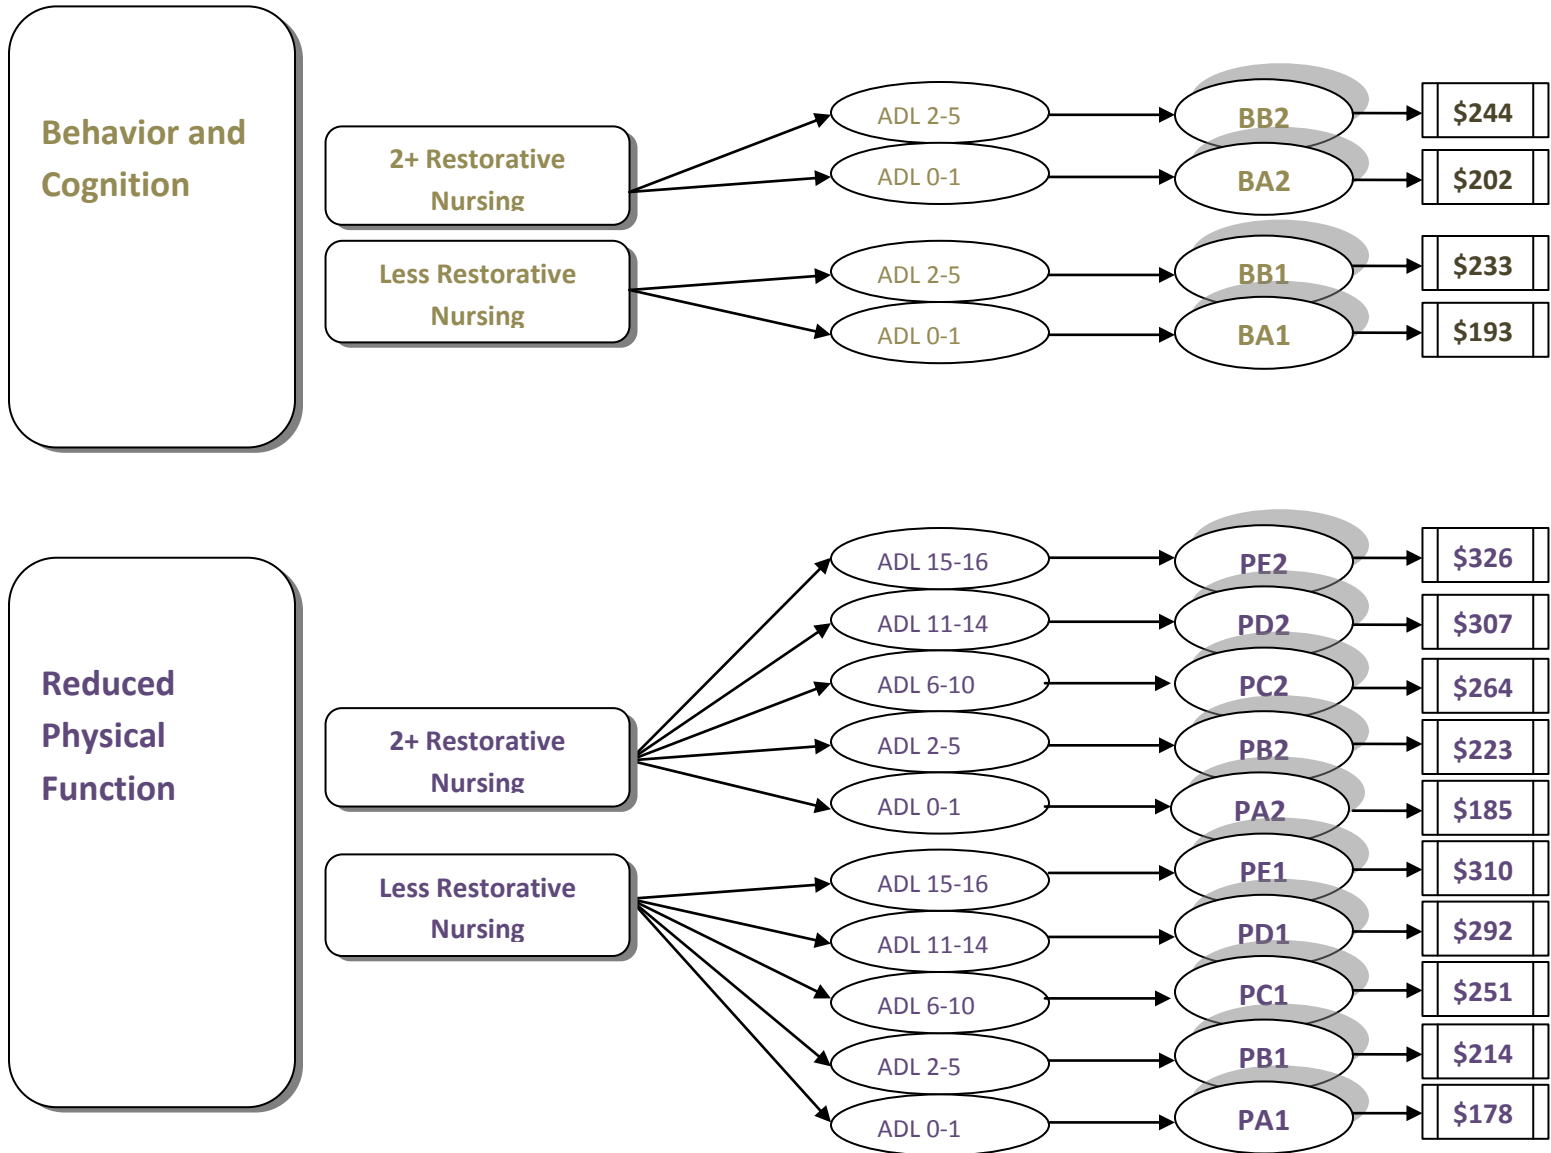 Behavior and
Cognition
2+ Restorative
Nursing
ADL 2-5
BB2
$244
ADL 0-1
BA2
$202
Less Restorative
Nursing
ADL 2-5
BB1
$233
ADL 0-1
BA1
$193
Reduced
Physical
Function
2+ Restorative
Nursing
ADL 15-16
PE2
$326
ADL 11-14
PD2
$307
ADL 6-10
PC2
$264
ADL 2-5
PB2
$223
ADL 0-1
PA2
$185
Less Restorative
Nursing
ADL 15-16
PE1
$310
ADL 11-14
PD1
$292
ADL 6-10
PC1
$251
ADL 2-5
PB1
$214
ADL 0-1
PA1
$178